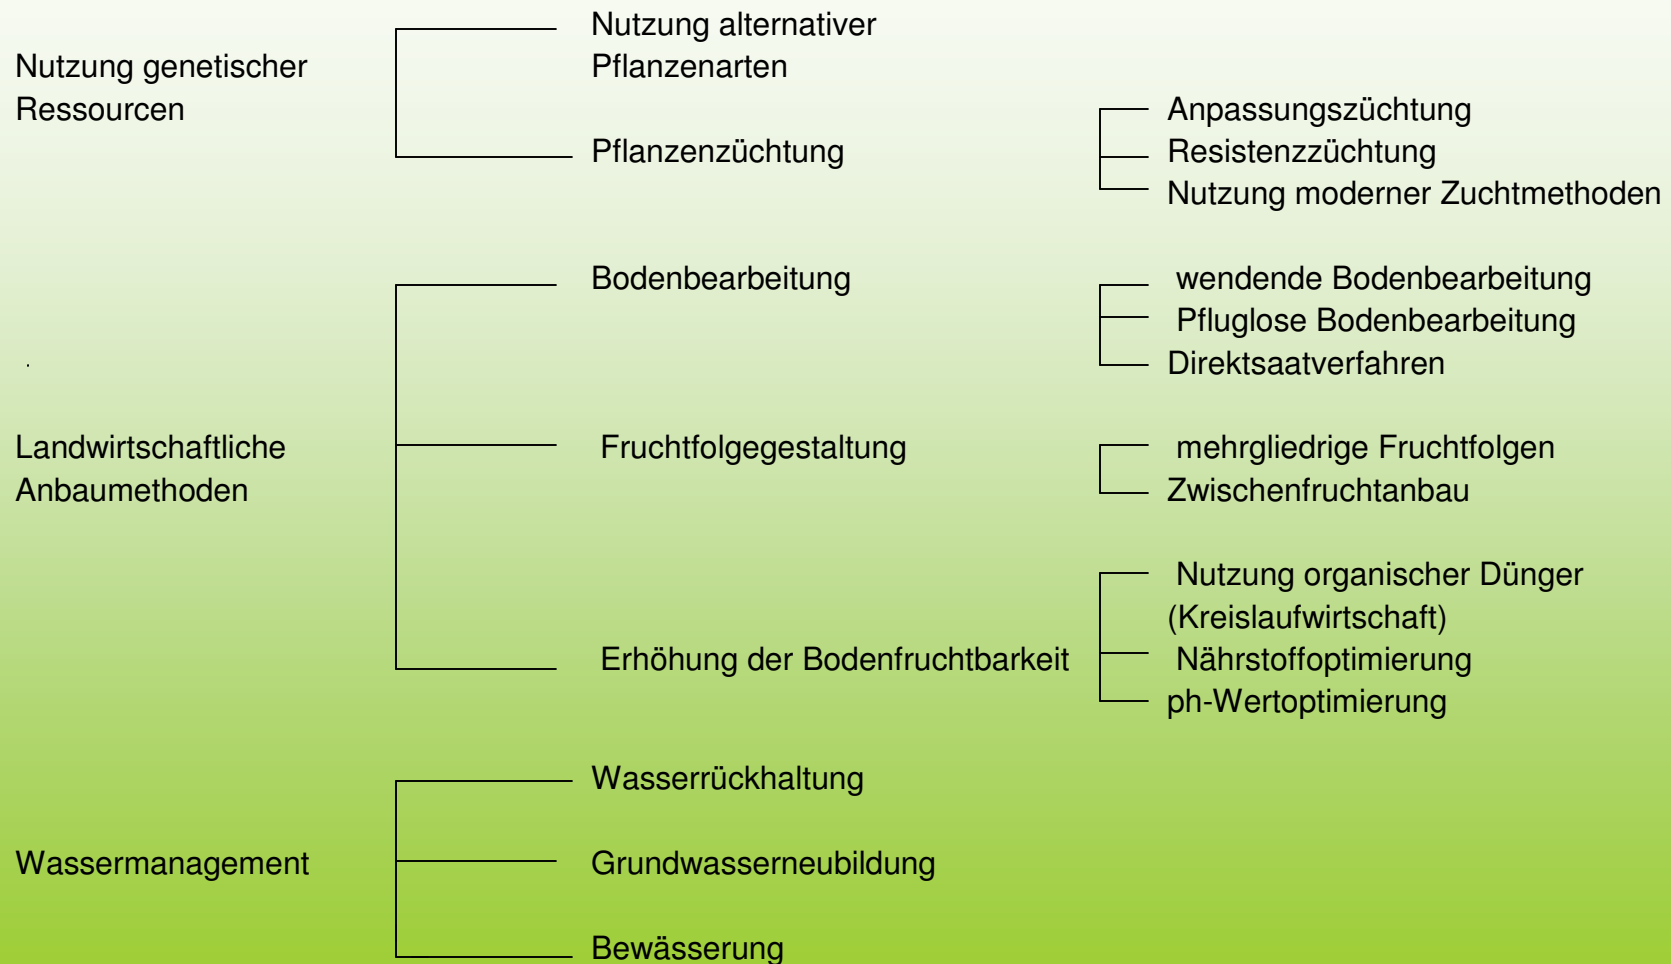 Nutzung genetischer
Ressourcen
Nutzung alternativer
Pflanzenarten
Pflanzenzüchtung
Anpassungszüchtung
Resistenzzüchtung
Nutzung moderner Zuchtmethoden
Landwirtschaftliche
Anbaumethoden
Bodenbearbeitung
wendende Bodenbearbeitung
Pfluglose Bodenbearbeitung
Direktsaatverfahren
Fruchtfolgegestaltung
mehrgliedrige Fruchtfolgen
Zwischenfruchtanbau
Erhöhung der Bodenfruchtbarkeit
Nutzung organischer Dünger
(Kreislaufwirtschaft)
Nährstoffoptimierung
ph-Wertoptimierung
Wassermanagement
Wasserrückhaltung
Grundwasserneubildung
Bewässerung